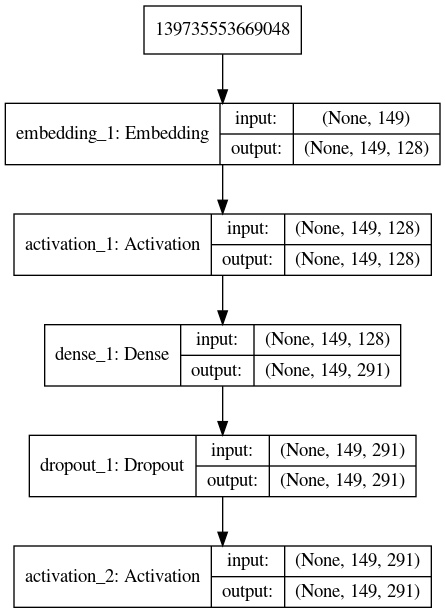 139735553669048
embedding_1: Embedding
input:
(None, 149)
output:
(None, 149, 128)
activation_1: Activation
input:
(None, 149, 128)
output:
(None, 149, 128)
dense_1: Dense
input:
(None, 149, 128)
output:
(None, 149, 291)
dropout_1: Dropout
input:
(None, 149, 291)
output:
(None, 149, 291)
activation_2: Activation
input:
(None, 149, 291)
output:
(None, 149, 291)